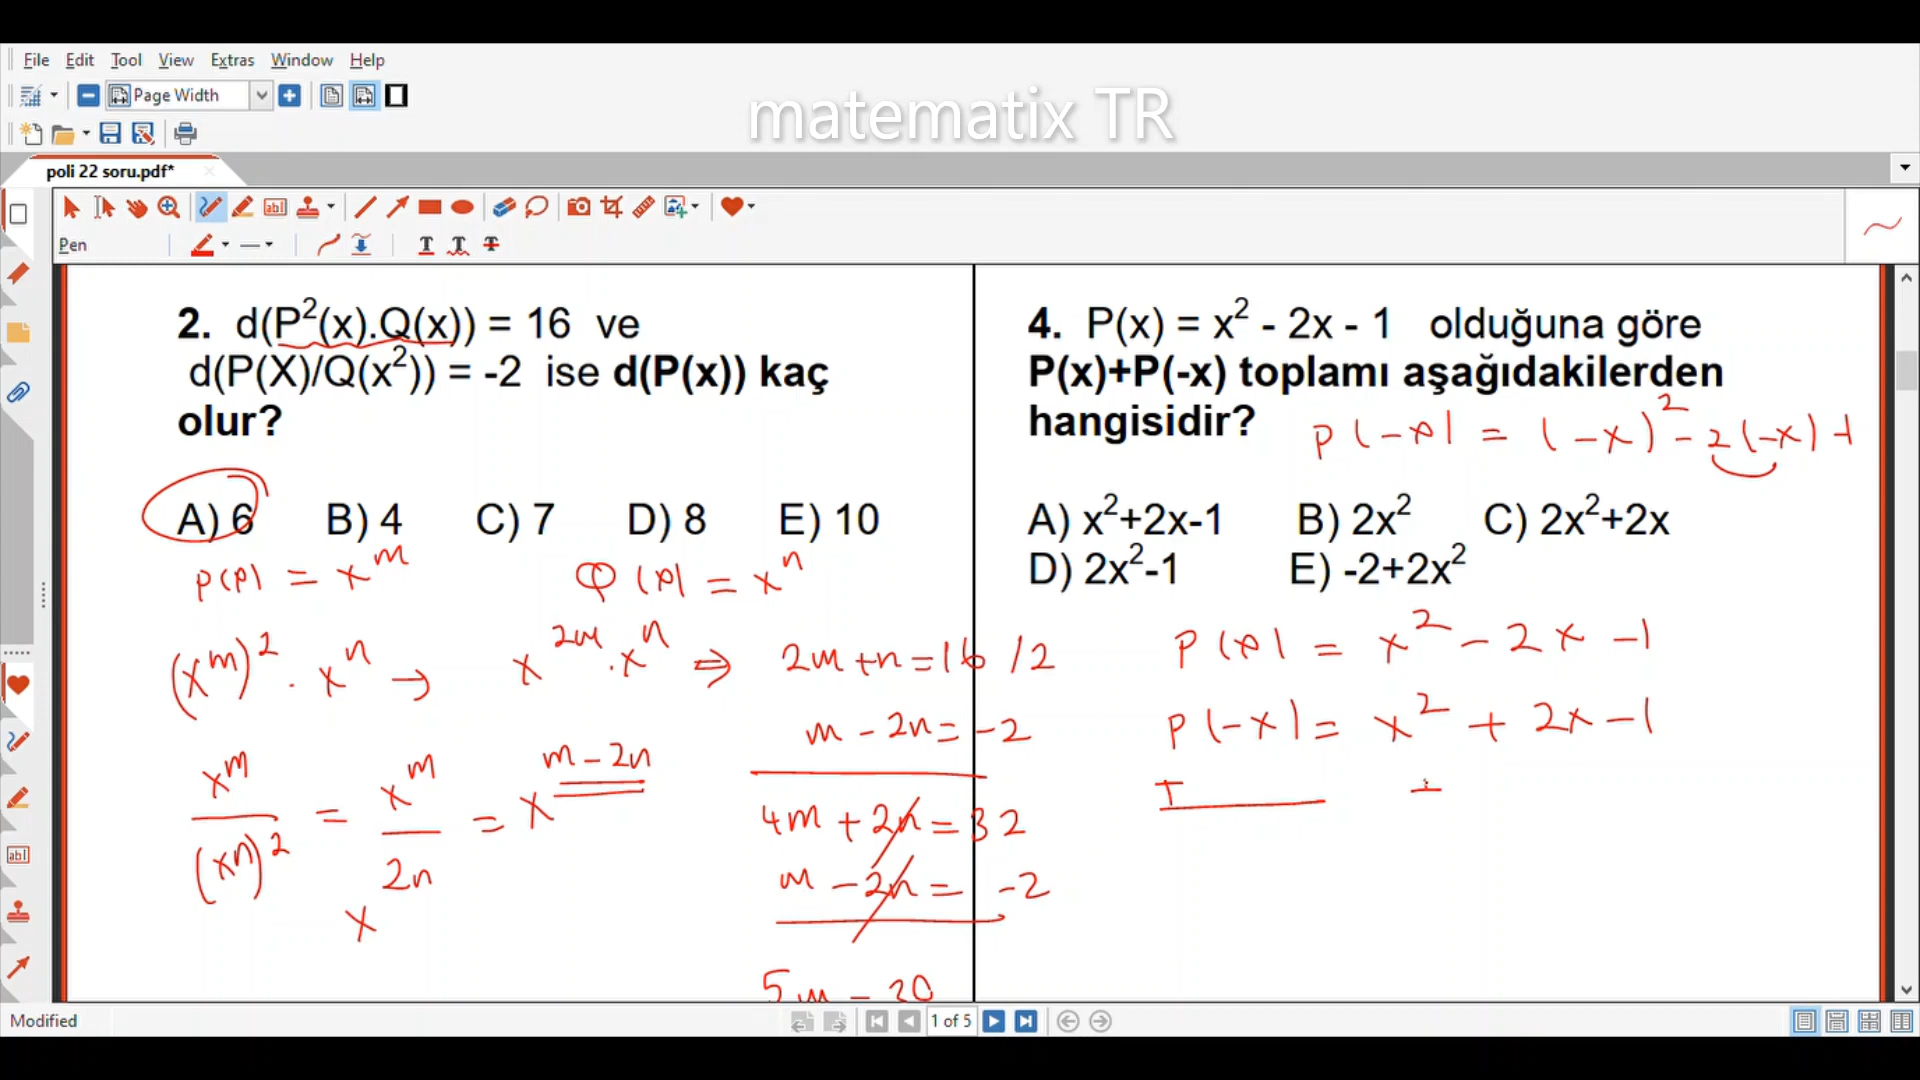 File Edit Tool View Extras Window Help
Page Width
matematix TR
poli 22 soru.pdf*
Pen
2. d(P²(x).Q(x)) = 16 ve
d(P(X)/Q(x²)) = -2 ise d(P(x)) kaç
olur?
A) 6 B) 4 C) 7 D) 8 E) 10
P(x) = x^m Q(x) = x^n
(x^m)² . x^n → x^2m . x^n ⇒ 2m+n=16 /2
m - 2n = -2
x^m / (x^n)² = x^m / x^2n = x^m-2n
4m + 2n = 32
m - 2n = -2
5m = 30
4. P(x) = x² - 2x - 1 olduğuna göre
P(x)+P(-x) toplamı aşağıdakilerden
hangisidir?
P(-x) = (-x)² - 2(-x) -1
A) x²+2x-1 B) 2x² C) 2x²+2x
D) 2x²-1 E) -2+2x²
P(x) = x² - 2x - 1
P(-x) = x² + 2x - 1
+
Modified
1 of 5